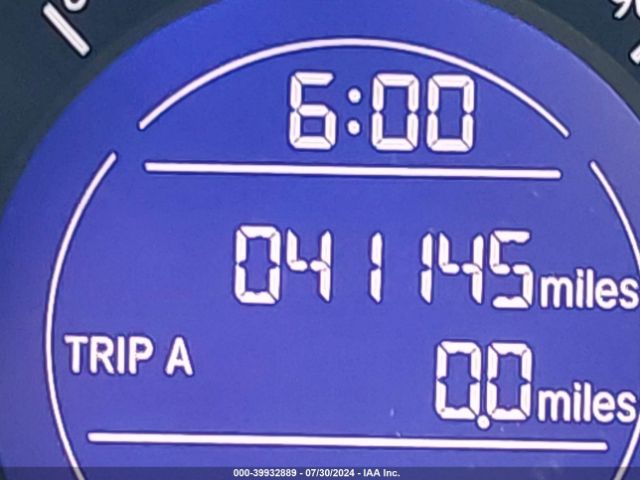 6:00
041145 miles
TRIP A 0.0 miles
000-39932889 - 07/30/2024 - IAA Inc.